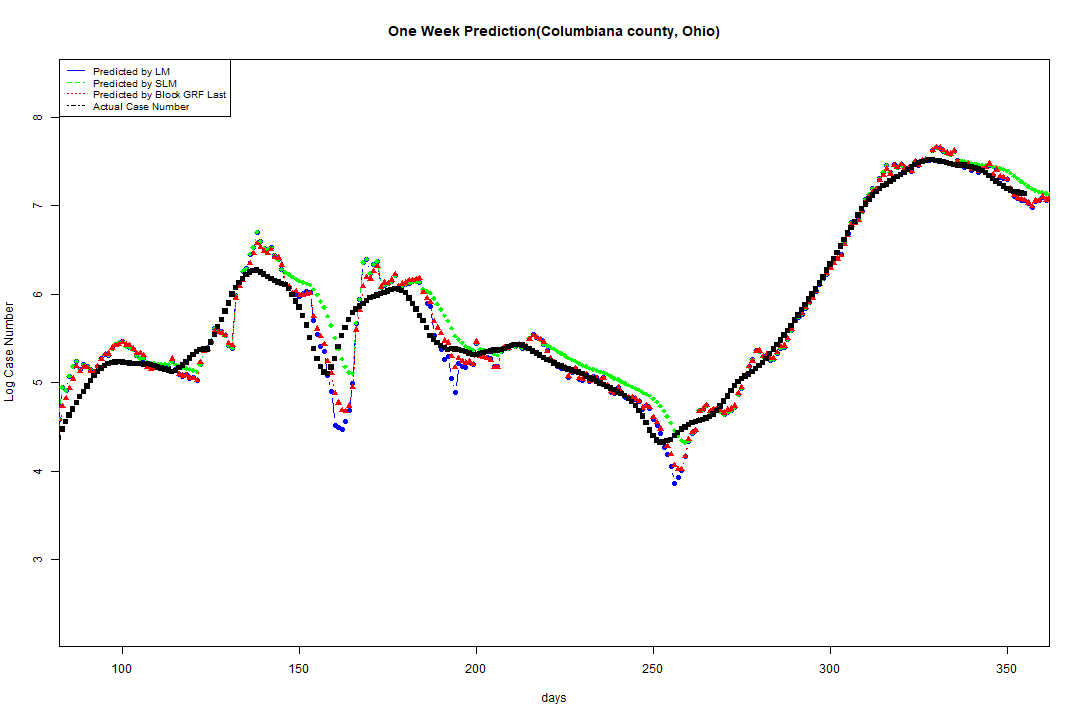 One Week Prediction(Columbiana county, Ohio)
Predicted by LM
Predicted by SLM
Predicted by Block GRF Last
Actual Case Number
Log Case Number
8
7
6
5
4
3
100 150 200 250 300 350
days